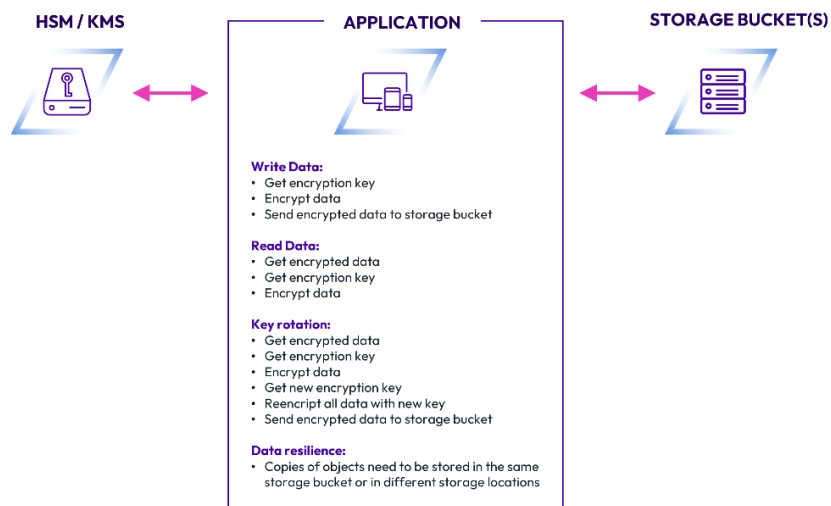 HSM / KMS
APPLICATION
STORAGE BUCKET(S)
Write Data:
• Get encryption key
• Encrypt data
• Send encrypted data to storage bucket
Read Data:
• Get encrypted data
• Get encryption key
• Encrypt data
Key rotation:
• Get encrypted data
• Get encryption key
• Encrypt data
• Get new encryption key
• Reencript all data with new key
• Send encrypted data to storage bucket
Data resilience:
• Copies of objects need to be stored in the same
storage bucket or in different storage locations